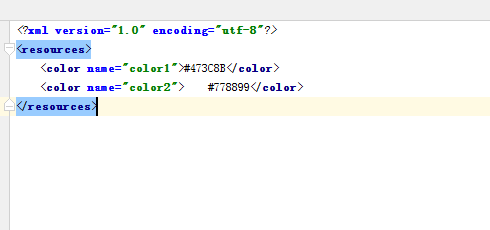 <?xml version="1.0" encoding="utf-8"?>
<resources>
    <color name="color1">#473C8B</color>
    <color name="color2">   #778899</color>
</resources>